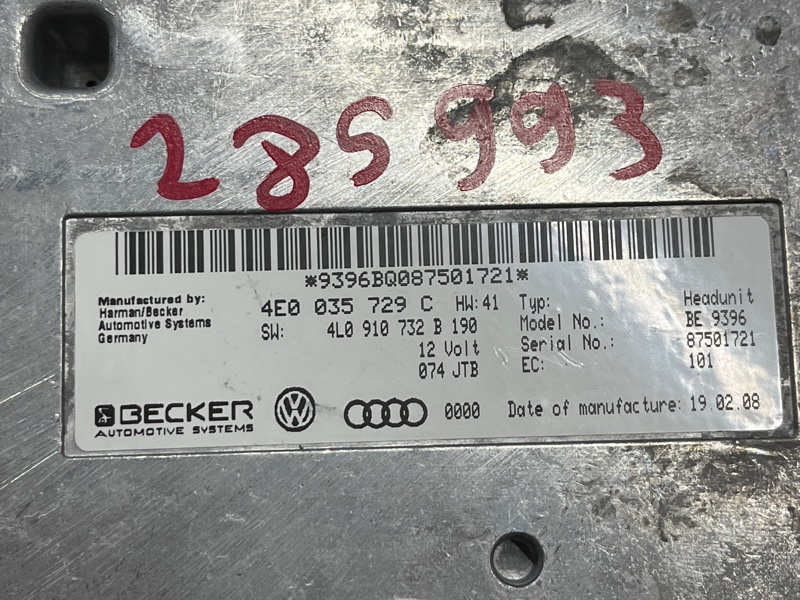 285993
*9396BQ087501721*
Manufactured by:
Harman/Becker
Automotive Systems
Germany
4E0 035 729 C HW:41
SW: 4L0 910 732 B 190
12 Volt
074 JTB
Typ: Headunit
Model No.: BE 9396
Serial No.: 87501721
EC: 101
BECKER
AUTOMOTIVE SYSTEMS
VW
0000 Date of manufacture: 19.02.08